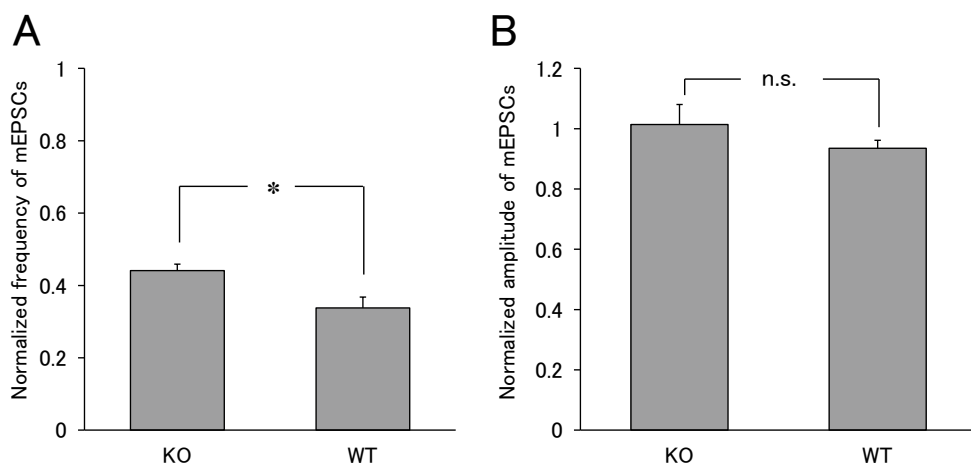 A
Normalized frequency of mEPSCs
1
0.8
0.6
0.4
0.2
0
*
KO WT
B
Normalized amplitude of mEPSCs
1.2
1
0.8
0.6
0.4
0.2
0
n.s.
KO WT